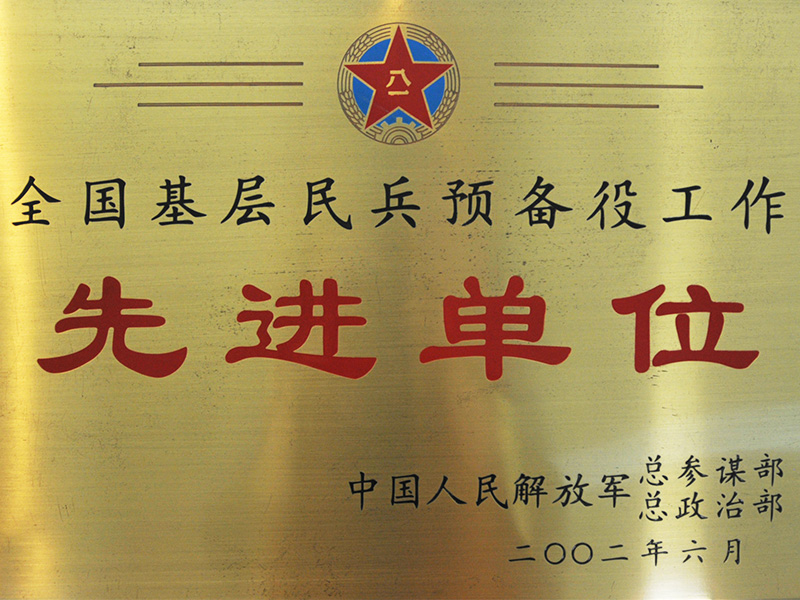 八一
全国基层民兵预备役工作
先进单位
中国人民解放军总参谋部
总政治部
二〇〇二年六月